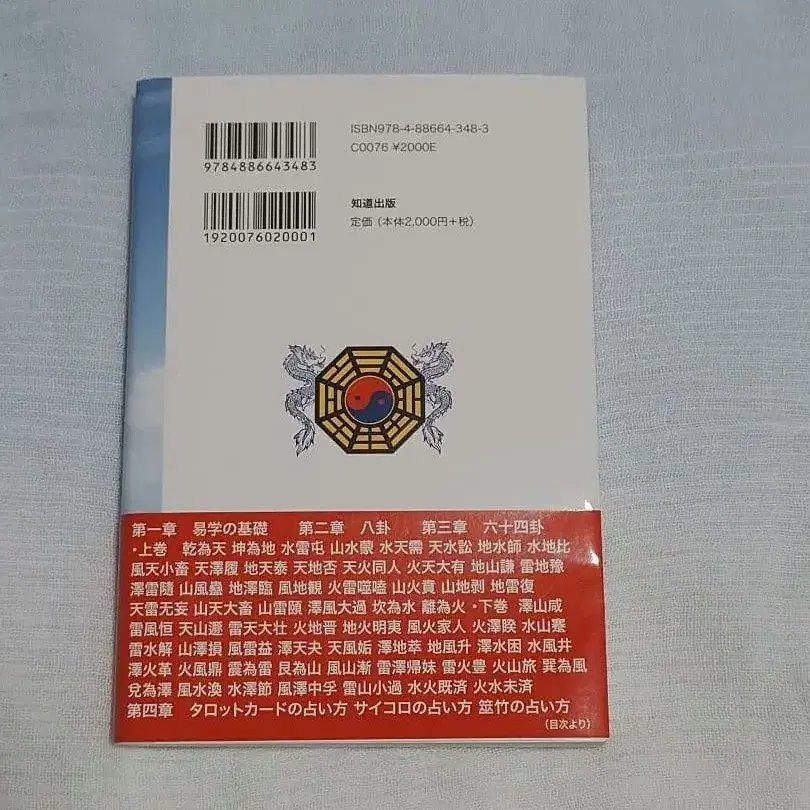 ISBN978-4-88664-348-3
C0076 ¥2000E
9784886643483
知道出版
定価（本体2,000円＋税）
1920076020001
第一章　易学の基礎　　第二章　八卦　　第三章　六十四卦
・上巻　乾為天 坤為地 水雷屯 山水蒙 水天需 天水訟 地水師 水地比
風天小畜 天澤履 地天泰 天地否 天火同人 火天大有 地山謙 雷地豫
澤雷隨 山風蠱 地澤臨 風地観 火雷噬嗑 山火賁 山地剥 地雷復
天雷无妄 山天大畜 山雷頤 澤風大過 坎為水 離為火 ・下巻　澤山咸
雷風恒 天山遯 雷天大壮 火地晋 地火明夷 風火家人 火澤睽 水山蹇
雷水解 山澤損 風雷益 澤天夬 天風姤 澤地萃 地風升 澤水困 水風井
澤火革 火風鼎 震為雷 艮為山 風山漸 雷澤帰妹 雷火豊 火山旅 巽為風
兌為澤 風水渙 水澤節 風澤中孚 雷山小過 水火既済 火水未済
第四章　タロットカードの占い方 サイコロの占い方 筮竹の占い方
（目次より）